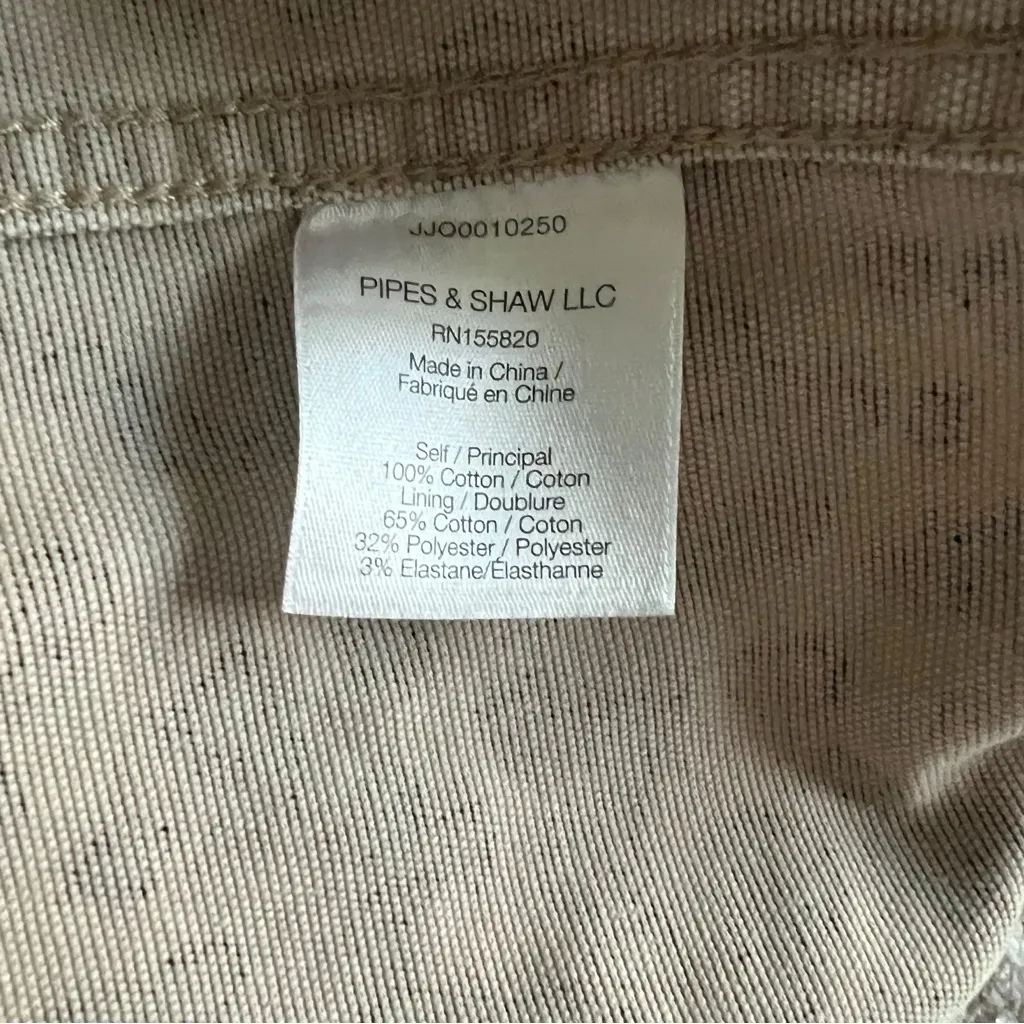 JJO0010250
PIPES & SHAW LLC
RN155820
Made in China /
Fabriqué en Chine
Self / Principal
100% Cotton / Coton
Lining / Doublure
65% Cotton / Coton
32% Polyester / Polyester
3% Elastane/Élasthanne